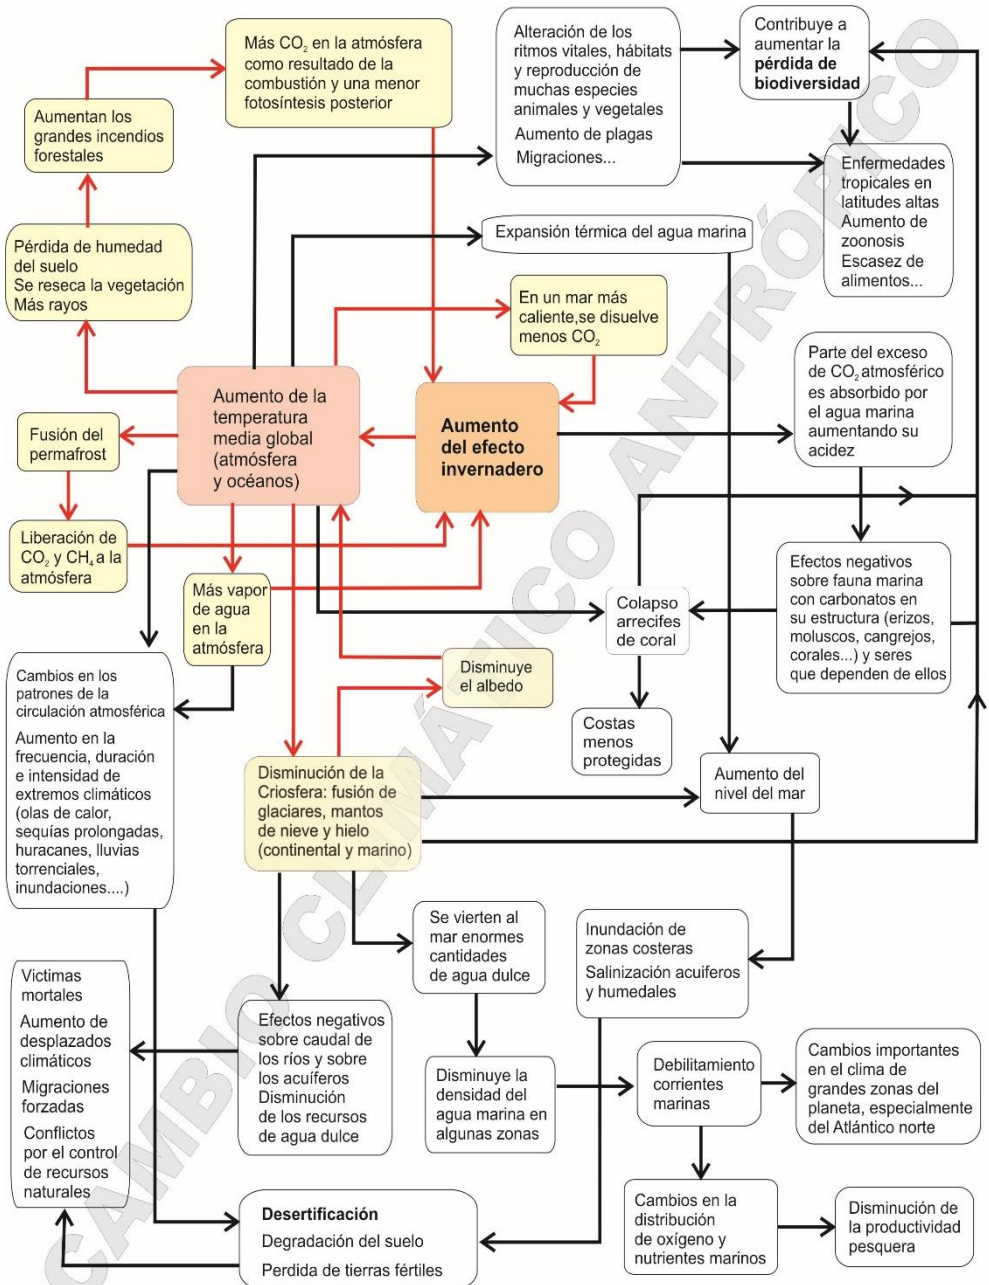 Más CO₂ en la atmósfera
como resultado de la
combustión y una menor
fotosíntesis posterior
Alteración de los
ritmos vitales, hábitats
y reproducción de
muchas especies
animales y vegetales
Aumento de plagas
Migraciones...
Contribuye a
aumentar la
pérdida de
biodiversidad
Aumentan los
grandes incendios
forestales
Enfermedades
tropicales en
latitudes altas
Aumento de
zoonosis
Escasez de
alimentos...
Pérdida de humedad
del suelo
Se reseca la vegetación
Más rayos
Expansión térmica del agua marina
En un mar más
caliente,se disuelve
menos CO₂
Parte del exceso
de CO₂ atmosférico
es absorbido por
el agua marina
aumentando su
acidez
Aumento de la
temperatura
media global
(atmósfera
y océanos)
Aumento
del efecto
invernadero
Fusión del
permafrost
Liberación de
CO₂ y CH₄ a la
atmósfera
Más vapor
de agua
en la
atmósfera
Colapso
arrecifes
de coral
Efectos negativos
sobre fauna marina
con carbonatos en
su estructura (erizos,
moluscos, cangrejos,
corales...) y seres
que dependen de ellos
Disminuye
el albedo
Cambios en los
patrones de la
circulación atmosférica
Aumento en la
frecuencia, duración
e intensidad de
extremos climáticos
(olas de calor,
sequías prolongadas,
huracanes, lluvias
torrenciales,
inundaciones....)
Costas
menos
protegidas
Disminución de la
Criosfera: fusión de
glaciares, mantos
de nieve y hielo
(continental y marino)
Aumento del
nivel del mar
Se vierten al
mar enormes
cantidades
de agua dulce
Inundación de
zonas costeras
Salinización acuiferos
y humedales
Victimas
mortales
Aumento de
desplazados
climáticos
Migraciones
forzadas
Conflictos
por el control
de recursos
naturales
Efectos negativos
sobre caudal de
los ríos y sobre
los acuíferos
Disminución
de los recursos
de agua dulce
Disminuye la
densidad del
agua marina en
algunas zonas
Debilitamiento
corrientes
marinas
Cambios importantes
en el clima de
grandes zonas del
planeta, especialmente
del Atlántico norte
Desertificación
Degradación del suelo
Perdida de tierras fértiles
Cambios en la
distribución
de oxígeno y
nutrientes marinos
Disminución de
la productividad
pesquera
CAMBIO CLIMÁTICO ANTRÓPICO